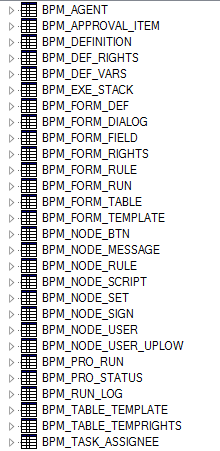 BPM_AGENT
BPM_APPROVAL_ITEM
BPM_DEFINITION
BPM_DEF_RIGHTS
BPM_DEF_VARS
BPM_EXE_STACK
BPM_FORM_DEF
BPM_FORM_DIALOG
BPM_FORM_FIELD
BPM_FORM_RIGHTS
BPM_FORM_RULE
BPM_FORM_RUN
BPM_FORM_TABLE
BPM_FORM_TEMPLATE
BPM_NODE_BTN
BPM_NODE_MESSAGE
BPM_NODE_RULE
BPM_NODE_SCRIPT
BPM_NODE_SET
BPM_NODE_SIGN
BPM_NODE_USER
BPM_NODE_USER_UPLOW
BPM_PRO_RUN
BPM_PRO_STATUS
BPM_RUN_LOG
BPM_TABLE_TEMPLATE
BPM_TABLE_TEMPRIGHTS
BPM_TASK_ASSIGNEE